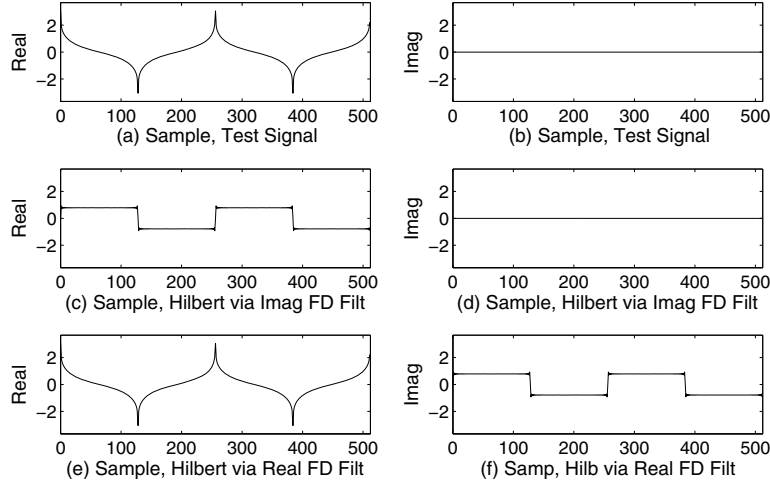 Real
2
0
−2
0 100 200 300 400 500
(a) Sample, Test Signal
Imag
2
0
−2
0 100 200 300 400 500
(b) Sample, Test Signal
Real
2
0
−2
0 100 200 300 400 500
(c) Sample, Hilbert via Imag FD Filt
Imag
2
0
−2
0 100 200 300 400 500
(d) Sample, Hilbert via Imag FD Filt
Real
2
0
−2
0 100 200 300 400 500
(e) Sample, Hilbert via Real FD Filt
Imag
2
0
−2
0 100 200 300 400 500
(f) Samp, Hilb via Real FD Filt